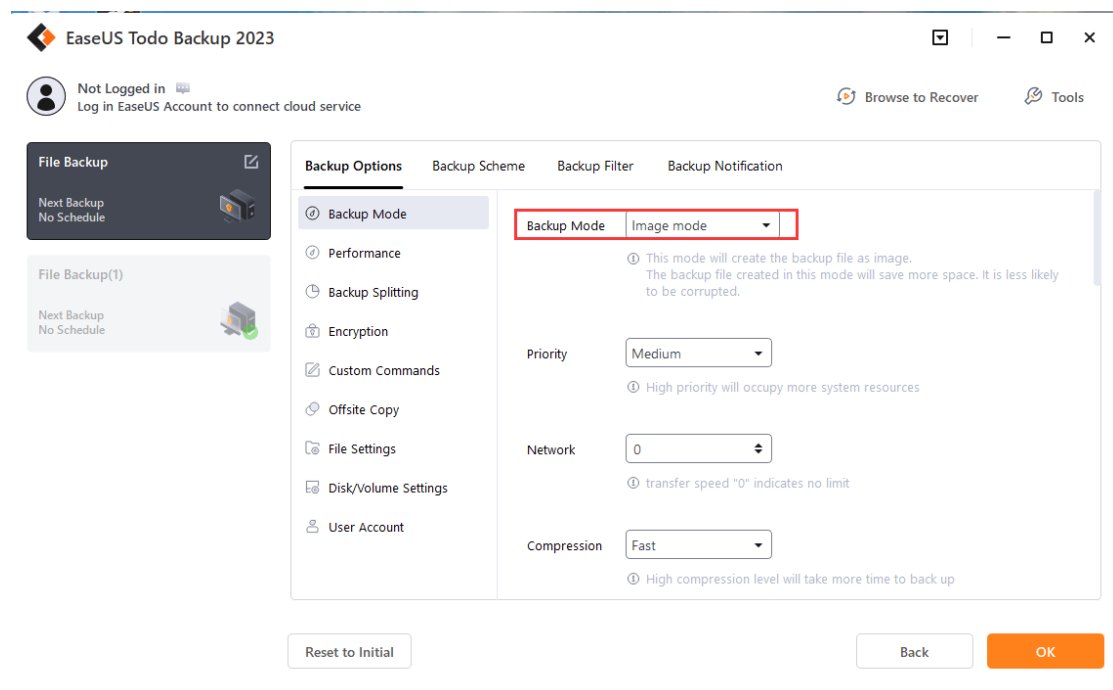 EaseUS Todo Backup 2023
Not Logged in
Log in EaseUS Account to connect cloud service
Browse to Recover
Tools
File Backup
Next Backup
No Schedule
File Backup(1)
Next Backup
No Schedule
Backup Options
Backup Scheme
Backup Filter
Backup Notification
Backup Mode
Performance
Backup Splitting
Encryption
Custom Commands
Offsite Copy
File Settings
Disk/Volume Settings
User Account
Backup Mode
Image mode
This mode will create the backup file as image.
The backup file created in this mode will save more space. It is less likely
to be corrupted.
Priority
Medium
High priority will occupy more system resources
Network
0
transfer speed "0" indicates no limit
Compression
Fast
High compression level will take more time to back up
Reset to Initial
Back
OK